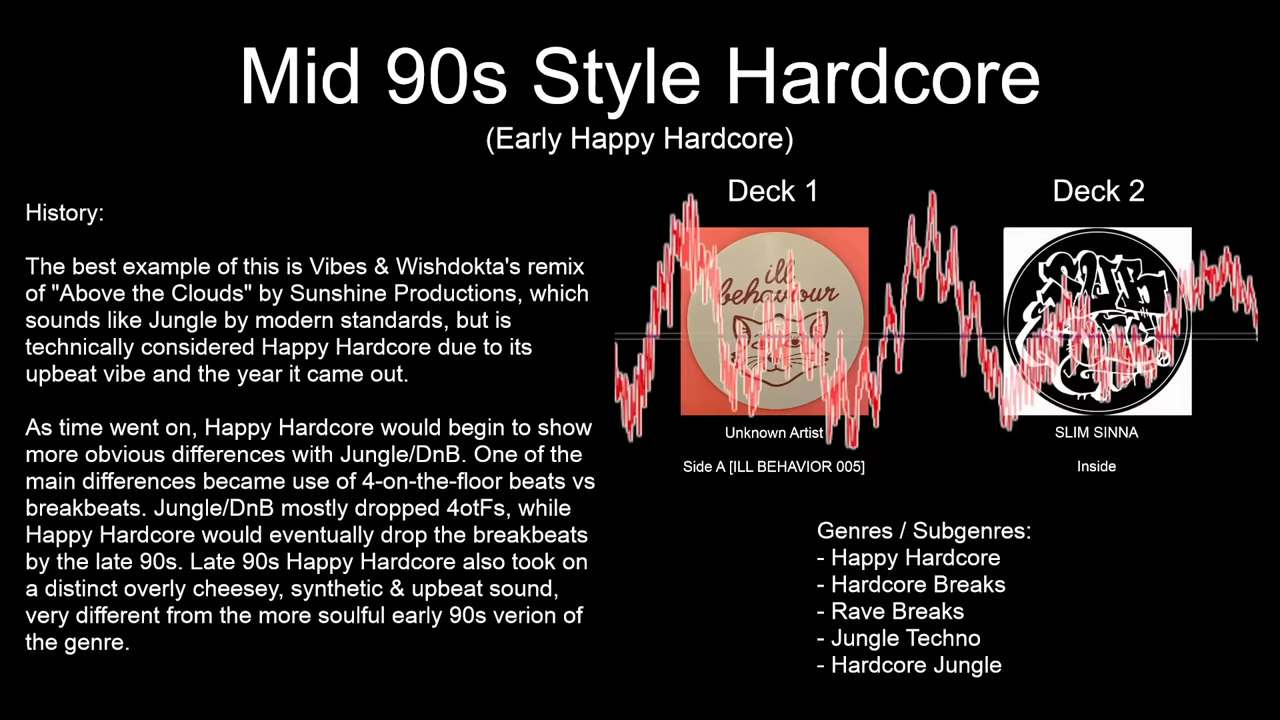 Mid 90s Style Hardcore
(Early Happy Hardcore)
History:
The best example of this is Vibes & Wishdokta's remix
of "Above the Clouds" by Sunshine Productions, which
sounds like Jungle by modern standards, but is
technically considered Happy Hardcore due to its
upbeat vibe and the year it came out.
As time went on, Happy Hardcore would begin to show
more obvious differences with Jungle/DnB. One of the
main differences became use of 4-on-the-floor beats vs
breakbeats. Jungle/DnB mostly dropped 4otFs, while
Happy Hardcore would eventually drop the breakbeats
by the late 90s. Late 90s Happy Hardcore also took on
a distinct overly cheesey, synthetic & upbeat sound,
very different from the more soulful early 90s verion of
the genre.
Deck 1
ill
behaviour
Unknown Artist
Side A [ILL BEHAVIOR 005]
Deck 2
SLIM SINNA
Inside
Genres / Subgenres:
- Happy Hardcore
- Hardcore Breaks
- Rave Breaks
- Jungle Techno
- Hardcore Jungle